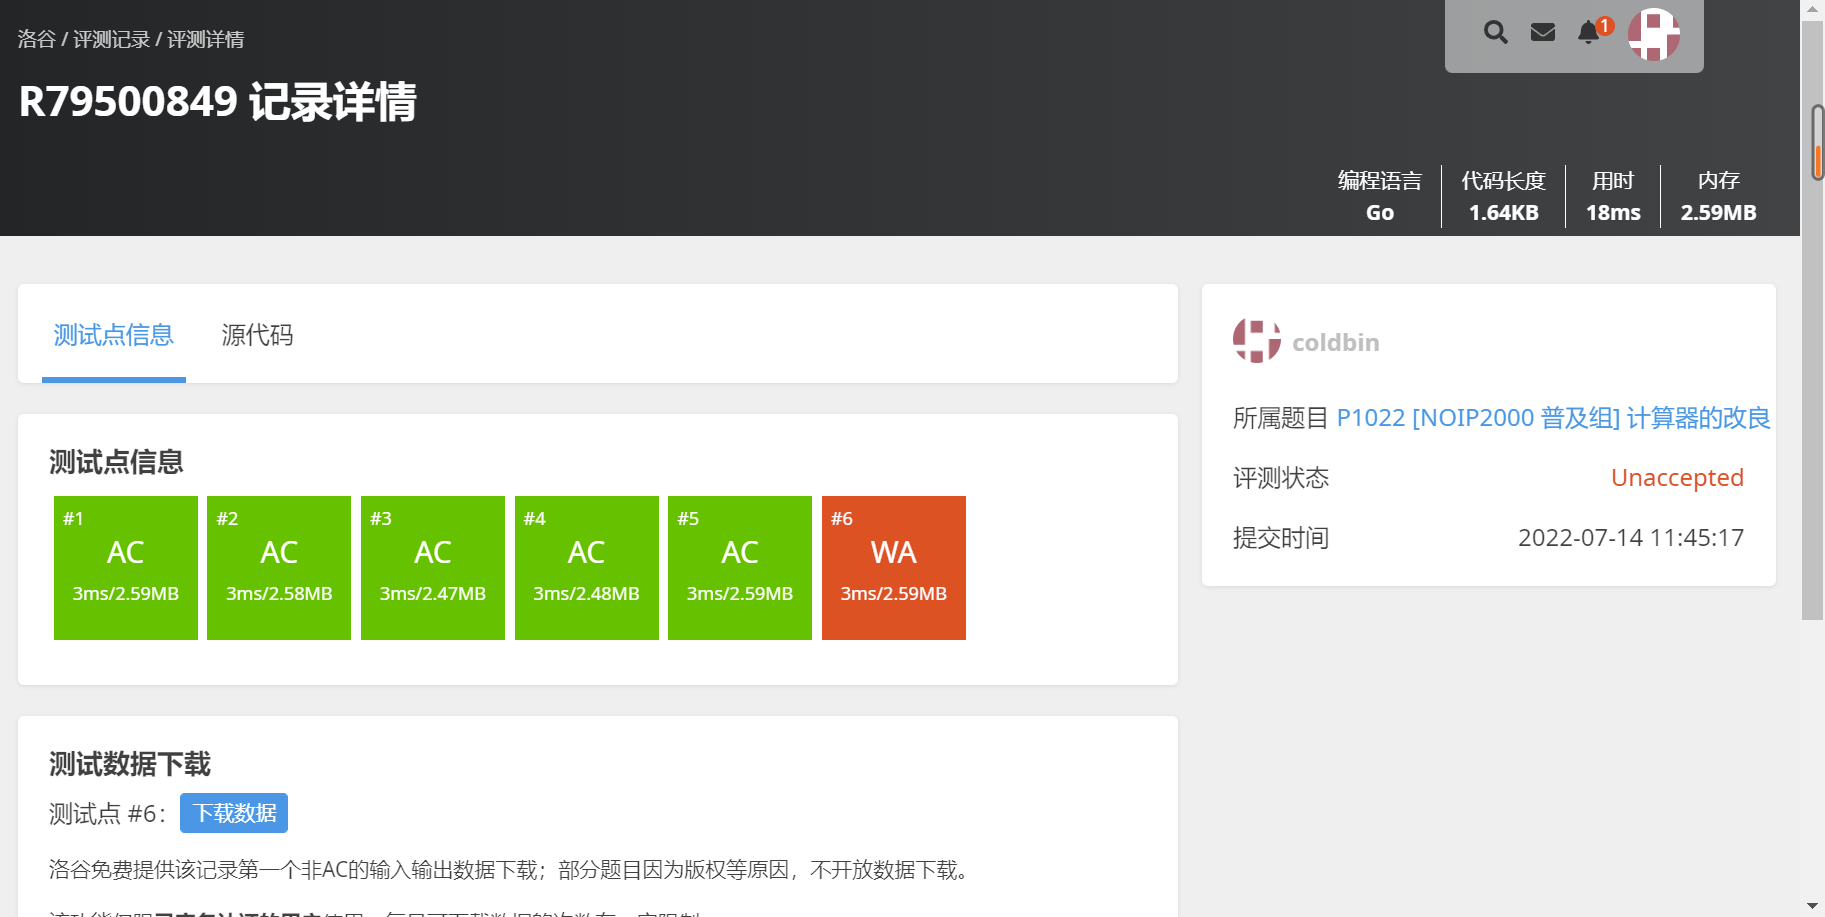 洛谷 / 评测记录 / 评测详情
1
R79500849 记录详情
编程语言 代码长度 用时 内存
Go 1.64KB 18ms 2.59MB
测试点信息 源代码
coldbin
所属题目 P1022 [NOIP2000 普及组] 计算器的改良
评测状态 Unaccepted
提交时间 2022-07-14 11:45:17
测试点信息
#1 #2 #3 #4 #5 #6
AC AC AC AC AC WA
3ms/2.59MB 3ms/2.58MB 3ms/2.47MB 3ms/2.48MB 3ms/2.59MB 3ms/2.59MB
测试数据下载
测试点 #6： 下载数据
洛谷免费提供该记录第一个非AC的输入输出数据下载；部分题目因为版权等原因，不开放数据下载。